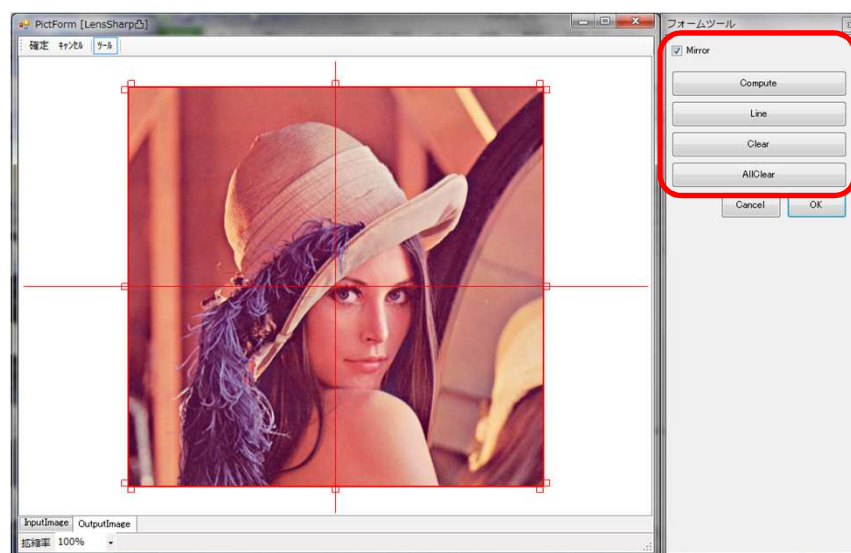 PictForm [LensSharp凸]
確定 ｷｬﾝｾﾙ ﾂｰﾙ
InputImage OutputImage
拡縮率 100%
フォームツール
Mirror
Compute
Line
Clear
AllClear
Cancel OK